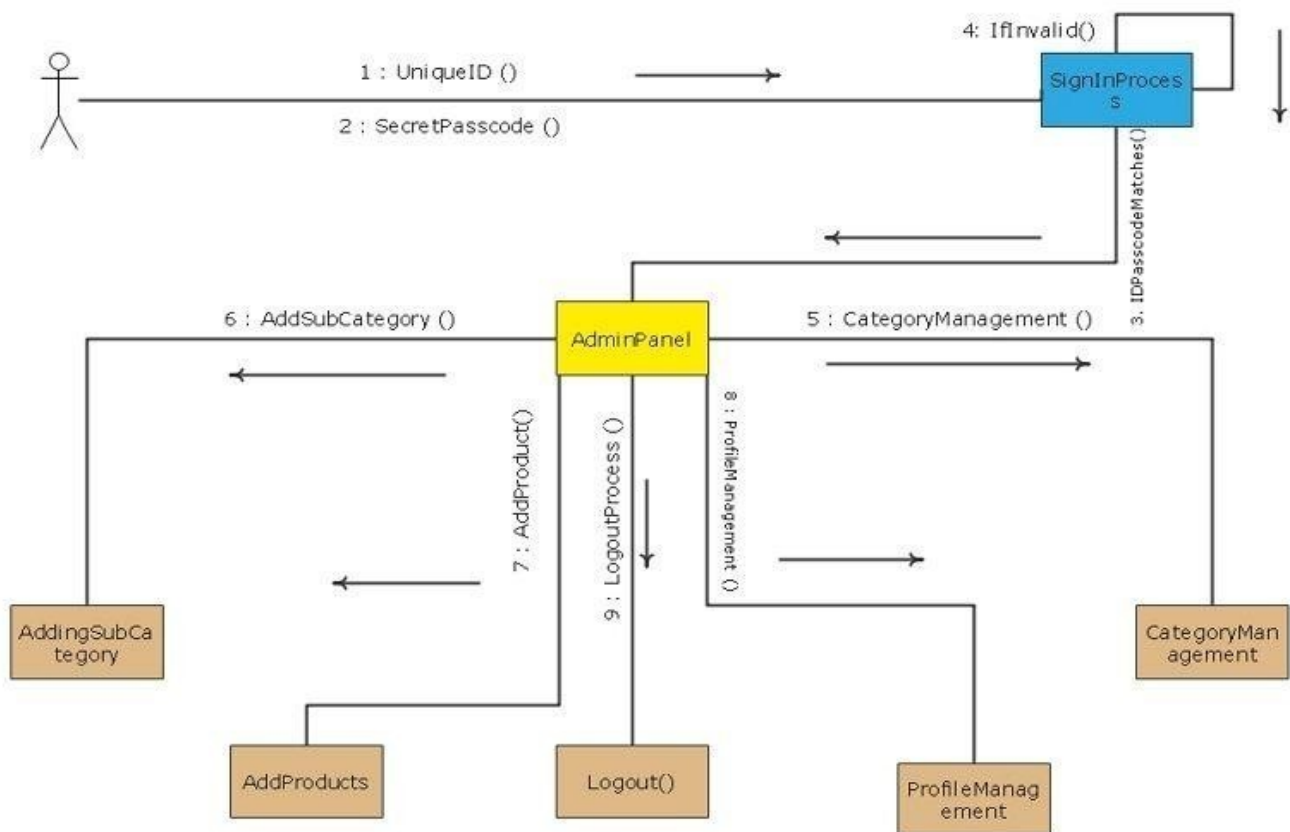 4: IfInvalid()
1 : UniqueID ()
SignInProces
s
2 : SecretPasscode ()
3. IDPasscodeMatches()
6 : AddSubCategory ()
5 : CategoryManagement ()
AdminPanel
7 : AddProduct()
9 : LogoutProcess ()
8 : ProfileManagement ()
AddingSubCa
tegory
CategoryMan
agement
AddProducts
Logout()
ProfileManag
ement